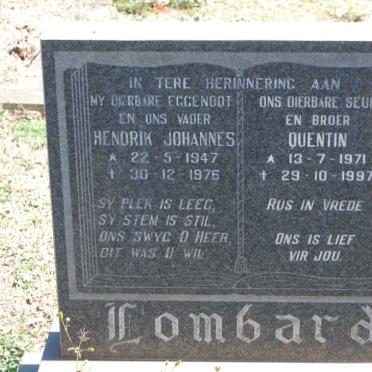 IN TERE HERINNERING AAN
MY DIERBARE EGGENOOT
EN ONS VADER
HENDRIK JOHANNES
★ 22-5-1947
† 30-12-1976
SY PLEK IS LEEG,
SY STEM IS STIL,
ONS SWYG O HEER,
DIT WAS U WIL.
ONS DIERBARE SEUN
EN BROER
QUENTIN
★ 13-7-1971
† 29-10-1997
RUS IN VREDE
ONS IS LIEF
VIR JOU.
Lombard